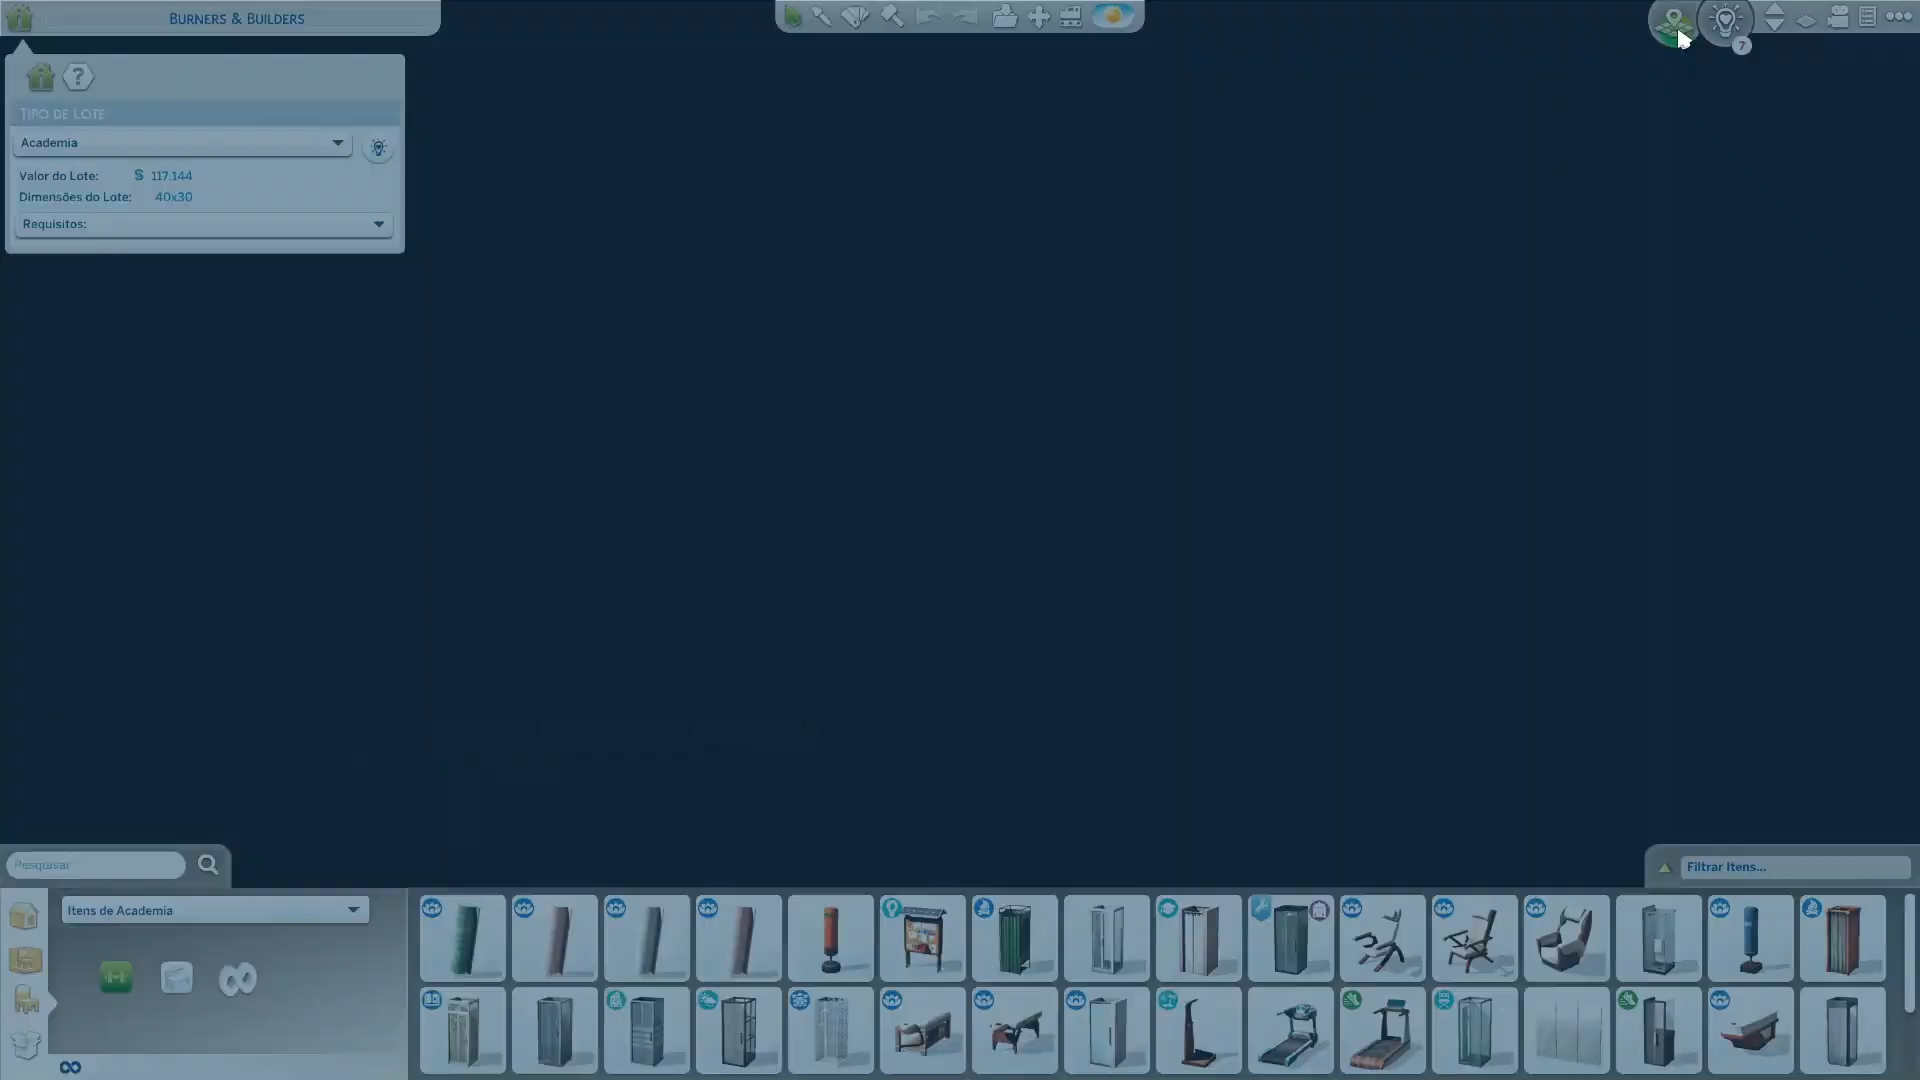 BURNERS & BUILDERS
7
TIPO DE LOTE
Academia
Valor do Lote: § 117.144
Dimensões do Lote: 40x30
Requisitos:
Pesquisar
Filtrar Itens...
Itens de Academia